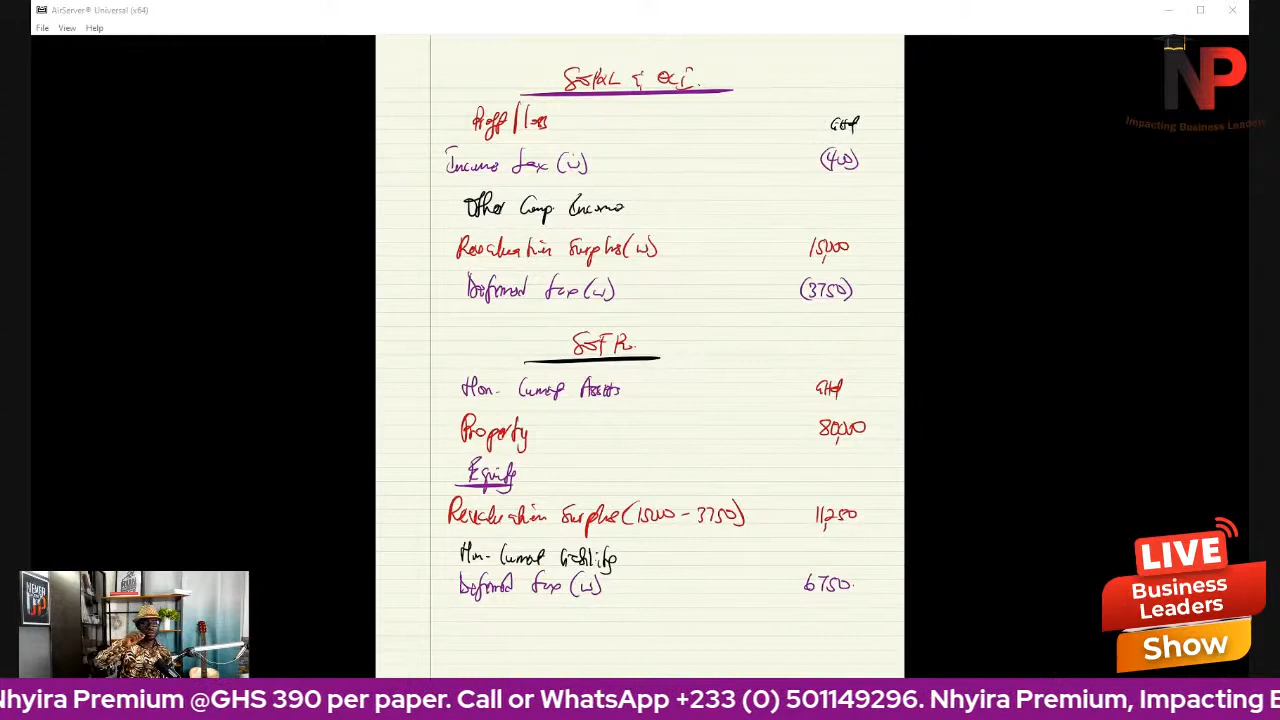 AirServer® Universal (x64)
File View Help
NP
Impacting Business Leaders
SOPL & OCI.
Profit/loss GH¢
Income tax (w) (400)
Other Comp. Income
Revaluation Surplus (w) 15,000
Deferred tax (w) (3750)
SOFP.
Non-Current Assets GH¢
Property 80,000
Equity
Revaluation Surplus (15000 - 3750) 11,250
Non-Current liability
Deferred tax (w) 6750.
LIVE
Business
Leaders
Show
Nhyira Premium @GHS 390 per paper. Call or WhatsApp +233 (0) 501149296. Nhyira Premium, Impacting